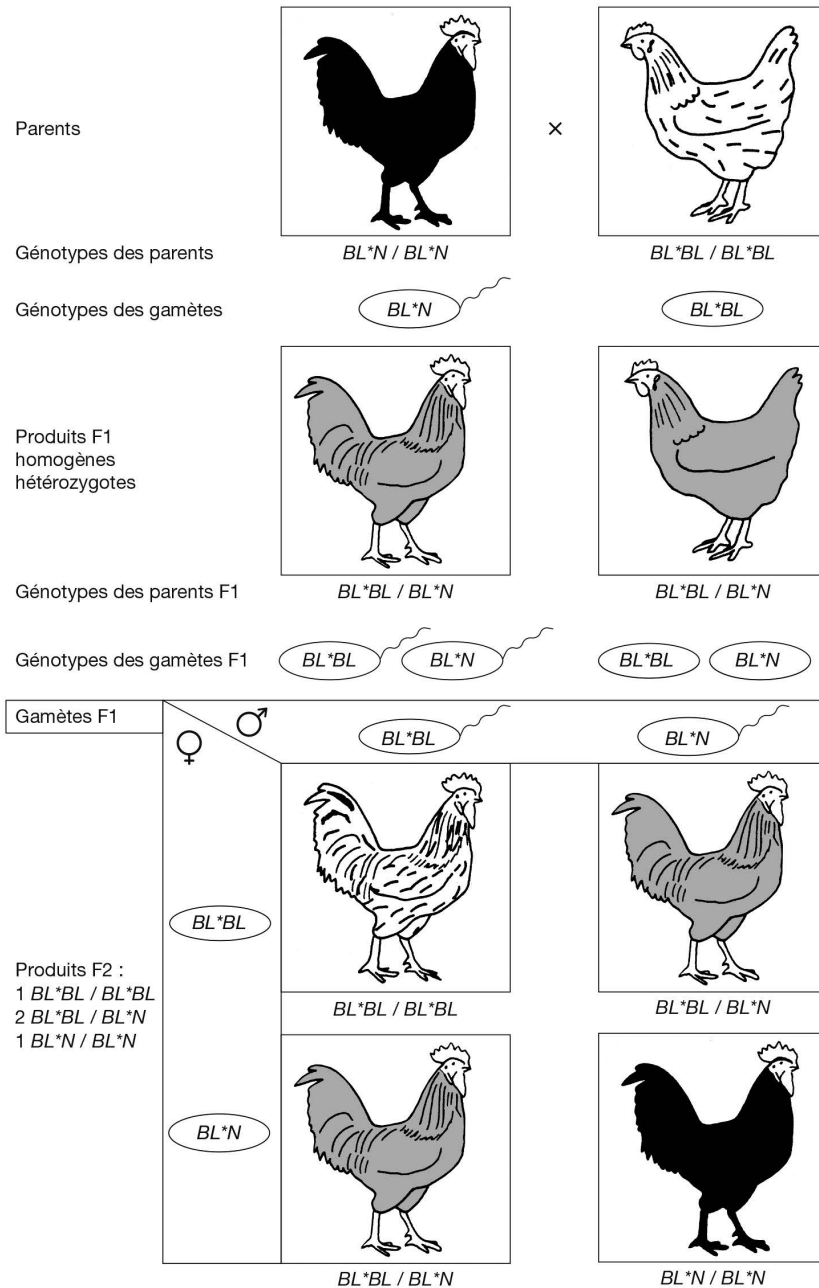 Parents
×
Génotypes des parents
BL*N / BL*N
BL*BL / BL*BL
Génotypes des gamètes
BL*N
BL*BL
Produits F1
homogènes
hétérozygotes
Génotypes des parents F1
BL*BL / BL*N
BL*BL / BL*N
Génotypes des gamètes F1
BL*BL
BL*N
BL*BL
BL*N
Gamètes F1
♀
♂
BL*BL
BL*N
BL*BL
Produits F2 :
1 BL*BL / BL*BL
2 BL*BL / BL*N
1 BL*N / BL*N
BL*BL / BL*BL
BL*BL / BL*N
BL*N
BL*BL / BL*N
BL*N / BL*N